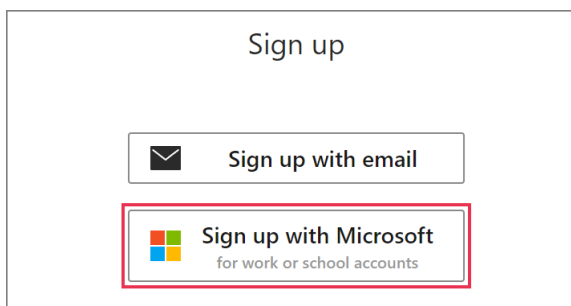 Sign up
Sign up with email
Sign up with Microsoft
for work or school accounts